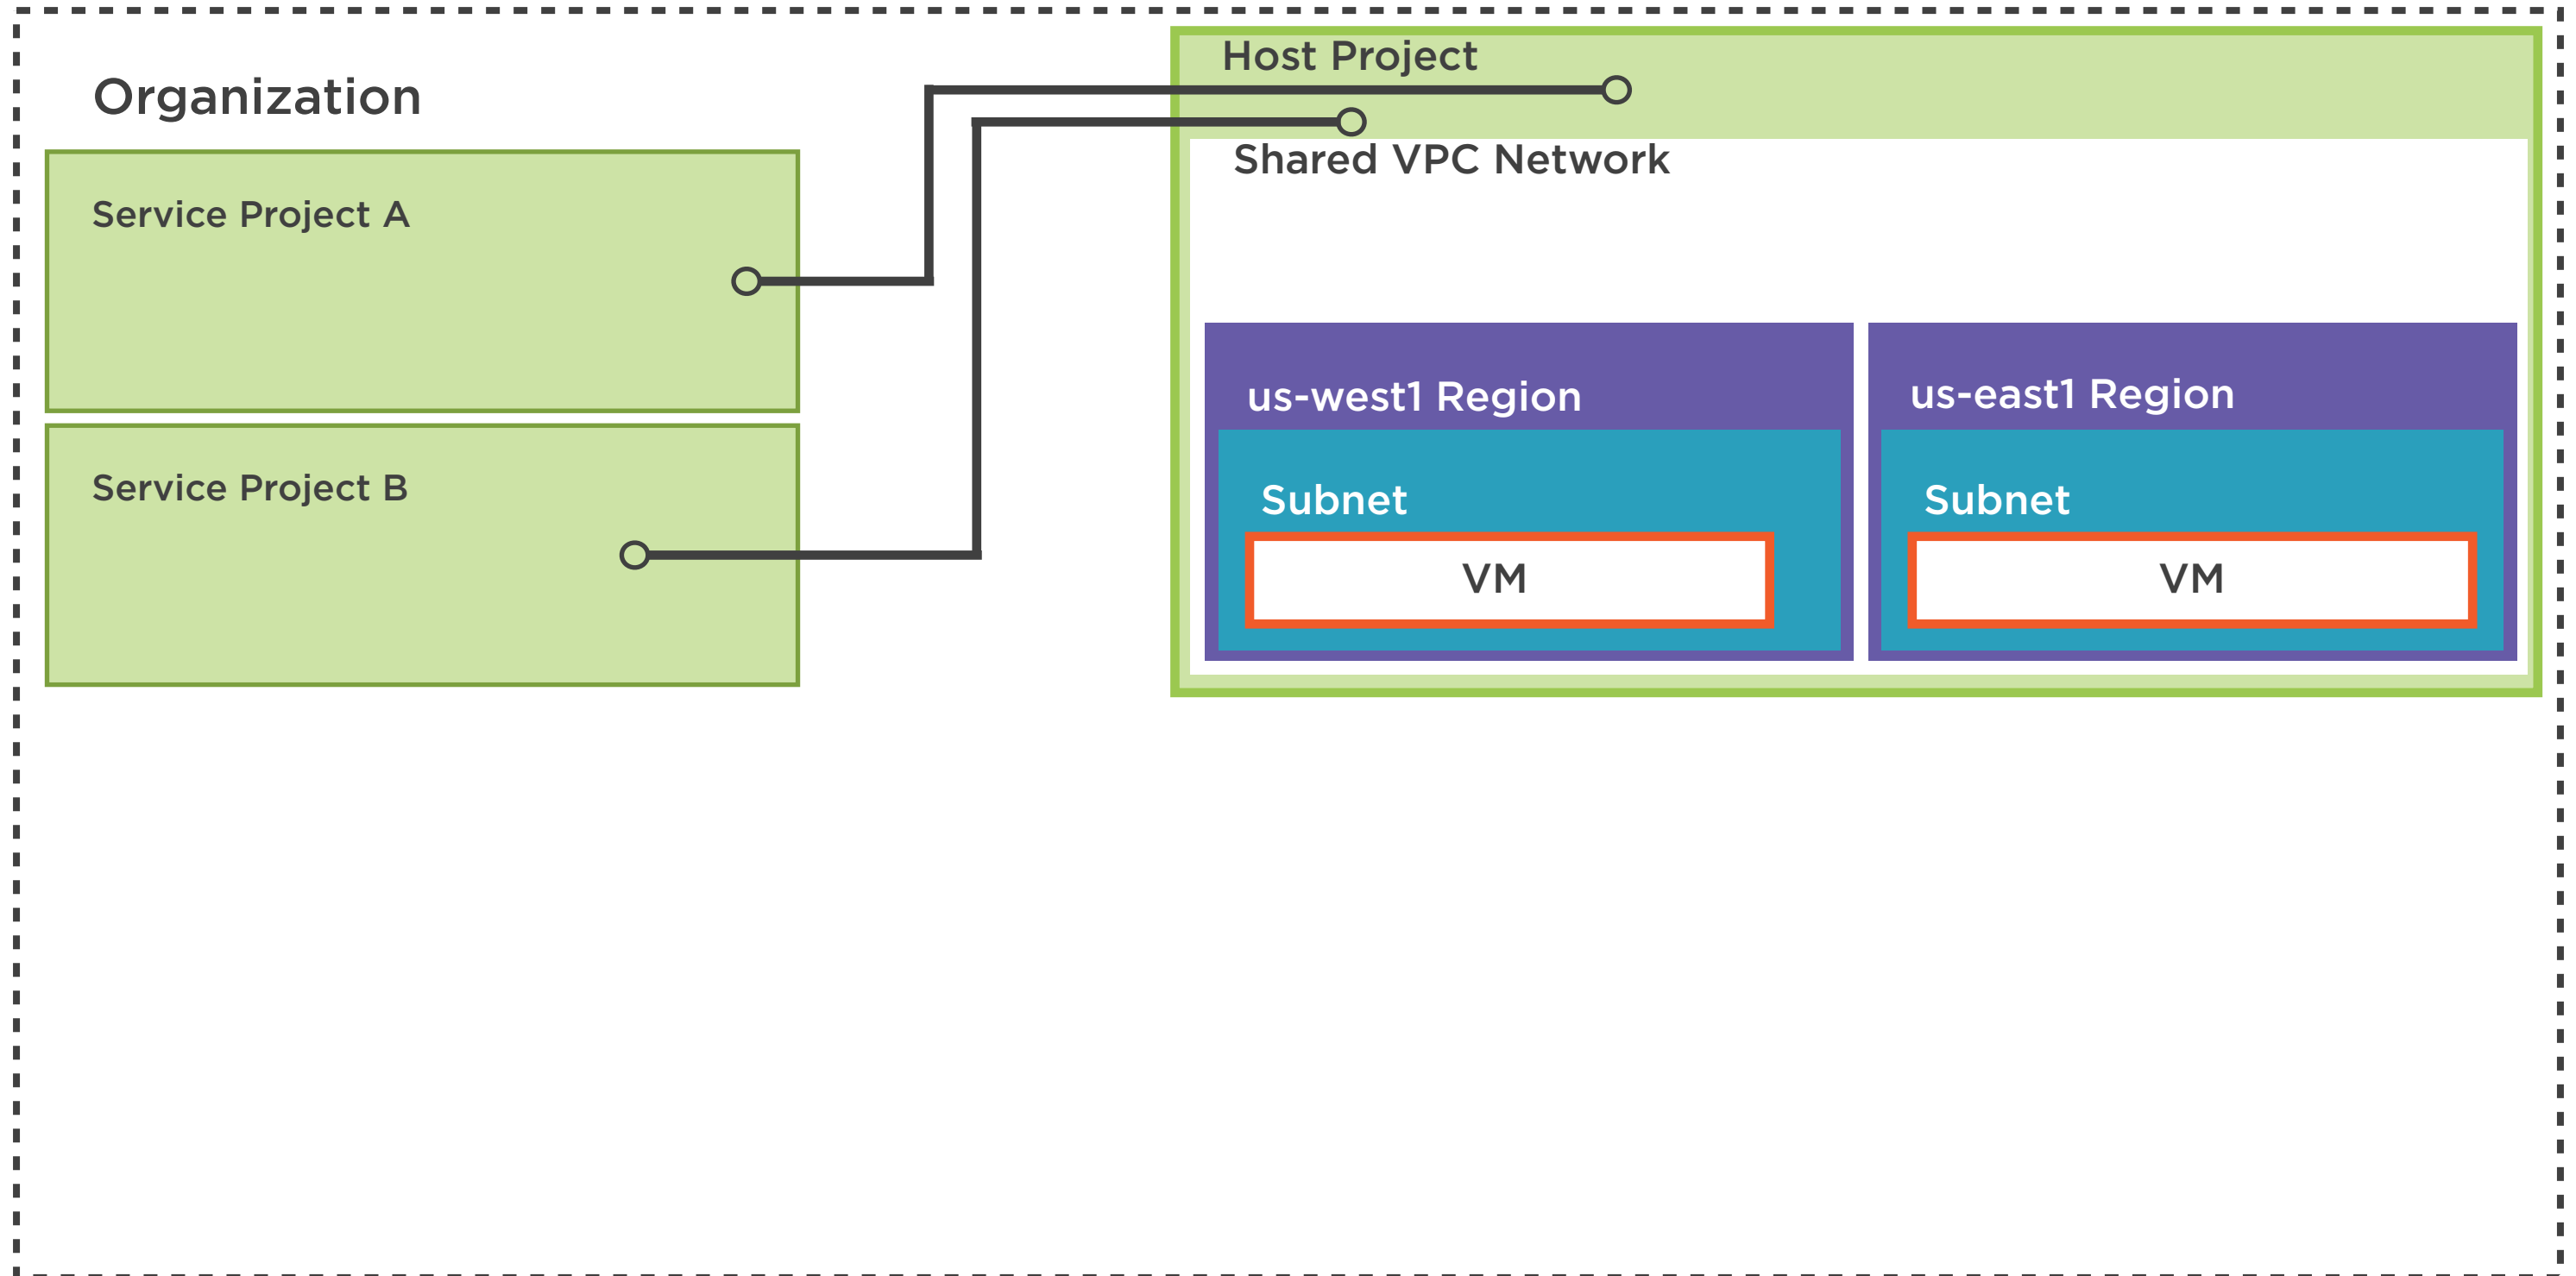 Organization
Service Project A
Service Project B
Host Project
Shared VPC Network
us-west1 Region
Subnet
VM
us-east1 Region
Subnet
VM